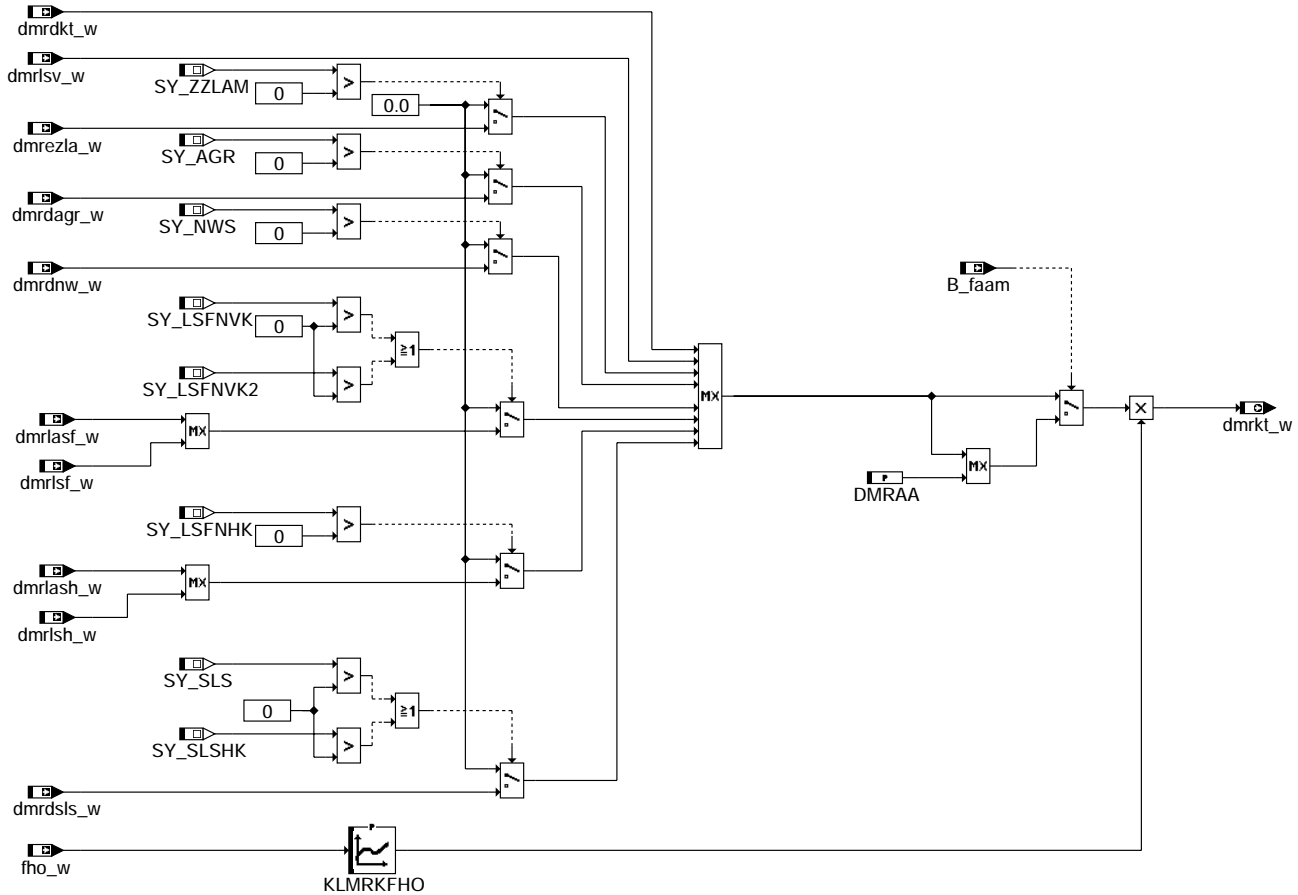 dmrdkt_w
dmrlsv_w
SY_ZZLAM
>
0
0.0
dmrezla_w
SY_AGR
>
0
dmrdagr_w
SY_NWS
>
0
dmrdnw_w
B_faam
SY_LSFNVK
>
0
≥1
SY_LSFNVK2
>
MX
dmrlasf_w
MX
dmrlsf_w
X
dmrkt_w
MX
P
DMRAA
SY_LSFNHK
>
0
dmrlash_w
MX
dmrlsh_w
SY_SLS
>
0
≥1
SY_SLSHK
>
dmrdsls_w
P
fho_w
KLMRKFHO